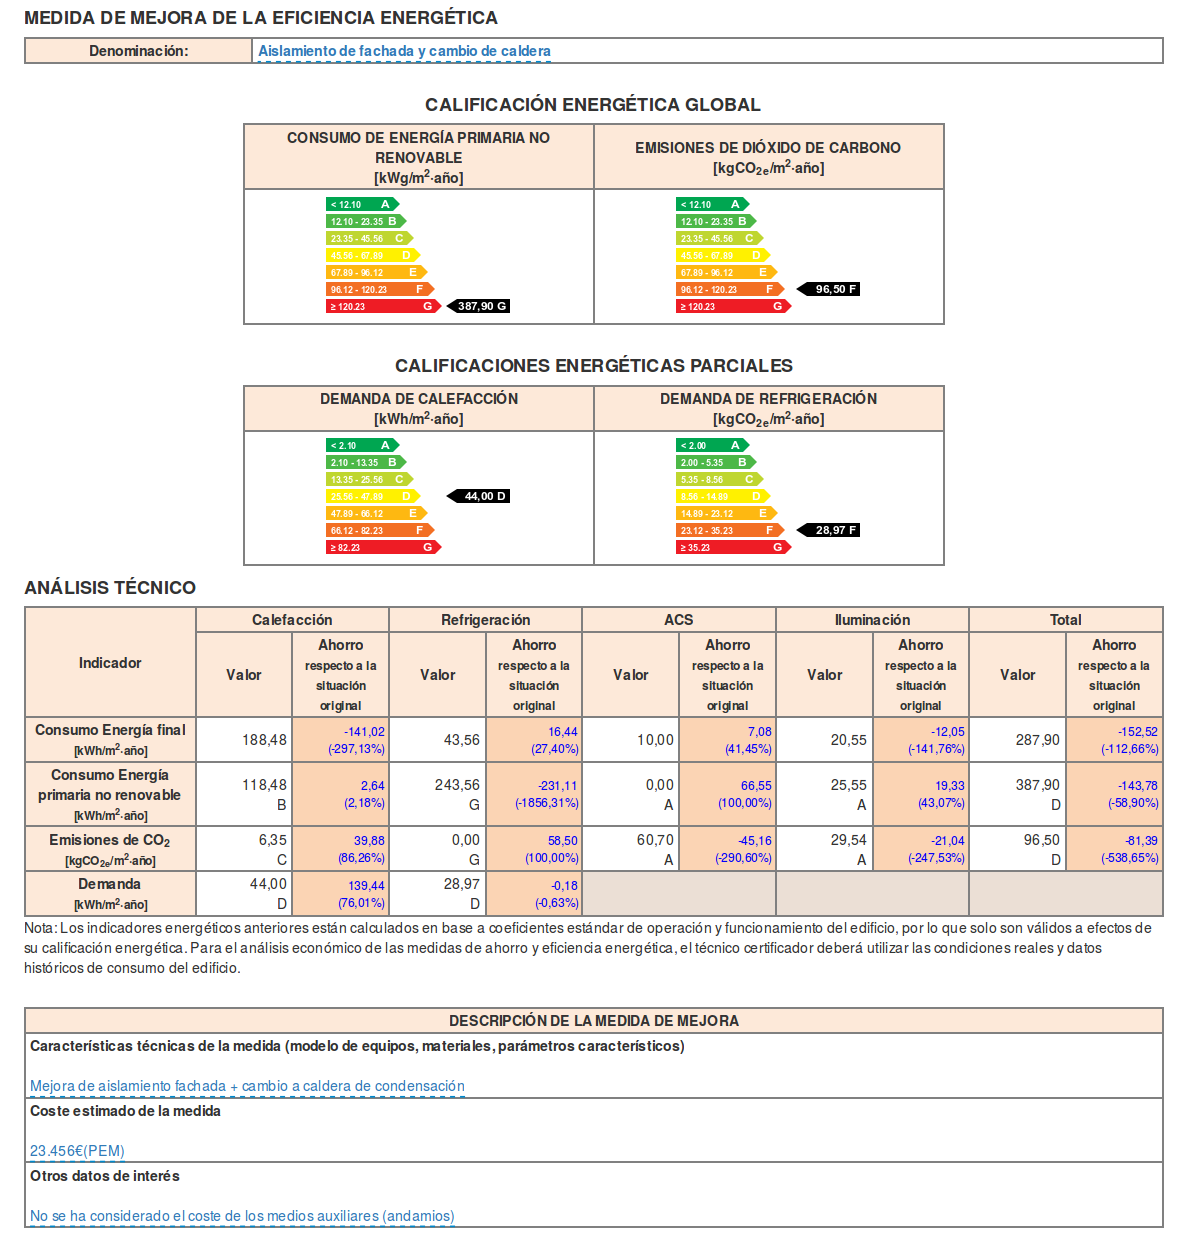 MEDIDA DE MEJORA DE LA EFICIENCIA ENERGÉTICA
Denominación: Aislamiento de fachada y cambio de caldera
CALIFICACIÓN ENERGÉTICA GLOBAL
CONSUMO DE ENERGÍA PRIMARIA NO
RENOVABLE
[kWg/m²·año]
EMISIONES DE DIÓXIDO DE CARBONO
[kgCO₂e/m²·año]
< 12.10 A
12.10 - 23.35 B
23.35 - 45.56 C
45.56 - 67.89 D
67.89 - 96.12 E
96.12 - 120.23 F
≥ 120.23 G
387,90 G
< 12.10 A
12.10 - 23.35 B
23.35 - 45.56 C
45.56 - 67.89 D
67.89 - 96.12 E
96.12 - 120.23 F
≥ 120.23 G
96,50 F
CALIFICACIONES ENERGÉTICAS PARCIALES
DEMANDA DE CALEFACCIÓN
[kWh/m²·año]
DEMANDA DE REFRIGERACIÓN
[kgCO₂e/m²·año]
< 2.10 A
2.10 - 13.35 B
13.35 - 25.56 C
25.56 - 47.89 D
47.89 - 66.12 E
66.12 - 82.23 F
≥ 82.23 G
44,00 D
< 2.00 A
2.00 - 5.35 B
5.35 - 8.56 C
8.56 - 14.89 D
14.89 - 23.12 E
23.12 - 35.23 F
≥ 35.23 G
28,97 F
ANÁLISIS TÉCNICO
Indicador
Calefacción Refrigeración ACS Iluminación Total
Valor
Ahorro
respecto a la
situación
original
Valor
Ahorro
respecto a la
situación
original
Valor
Ahorro
respecto a la
situación
original
Valor
Ahorro
respecto a la
situación
original
Valor
Ahorro
respecto a la
situación
original
Consumo Energía final
[kWh/m²·año]
188,48
-141,02
(-297,13%)
43,56
16,44
(27,40%)
10,00
7,08
(41,45%)
20,55
-12,05
(-141,76%)
287,90
-152,52
(-112,66%)
Consumo Energía
primaria no renovable
[kWh/m²·año]
118,48
B
2,64
(2,18%)
243,56
G
-231,11
(-1856,31%)
0,00
A
66,55
(100,00%)
25,55
A
19,33
(43,07%)
387,90
D
-143,78
(-58,90%)
Emisiones de CO₂
[kgCO₂e/m²·año]
6,35
C
39,88
(86,26%)
0,00
G
58,50
(100,00%)
60,70
A
-45,16
(-290,60%)
29,54
A
-21,04
(-247,53%)
96,50
D
-81,39
(-538,65%)
Demanda
[kWh/m²·año]
44,00
D
139,44
(76,01%)
28,97
D
-0,18
(-0,63%)
Nota: Los indicadores energéticos anteriores están calculados en base a coeficientes estándar de operación y funcionamiento del edificio, por lo que solo son válidos a efectos de
su calificación energética. Para el análisis económico de las medidas de ahorro y eficiencia energética, el técnico certificador deberá utilizar las condiciones reales y datos
históricos de consumo del edificio.
DESCRIPCIÓN DE LA MEDIDA DE MEJORA
Características técnicas de la medida (modelo de equipos, materiales, parámetros característicos)
Mejora de aislamiento fachada + cambio a caldera de condensación
Coste estimado de la medida
23.456€(PEM)
Otros datos de interés
No se ha considerado el coste de los medios auxiliares (andamios)